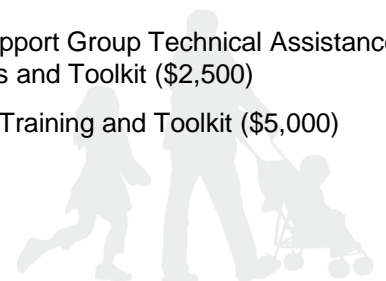 pport Group Technical Assistance
s and Toolkit ($2,500)
Training and Toolkit ($5,000)